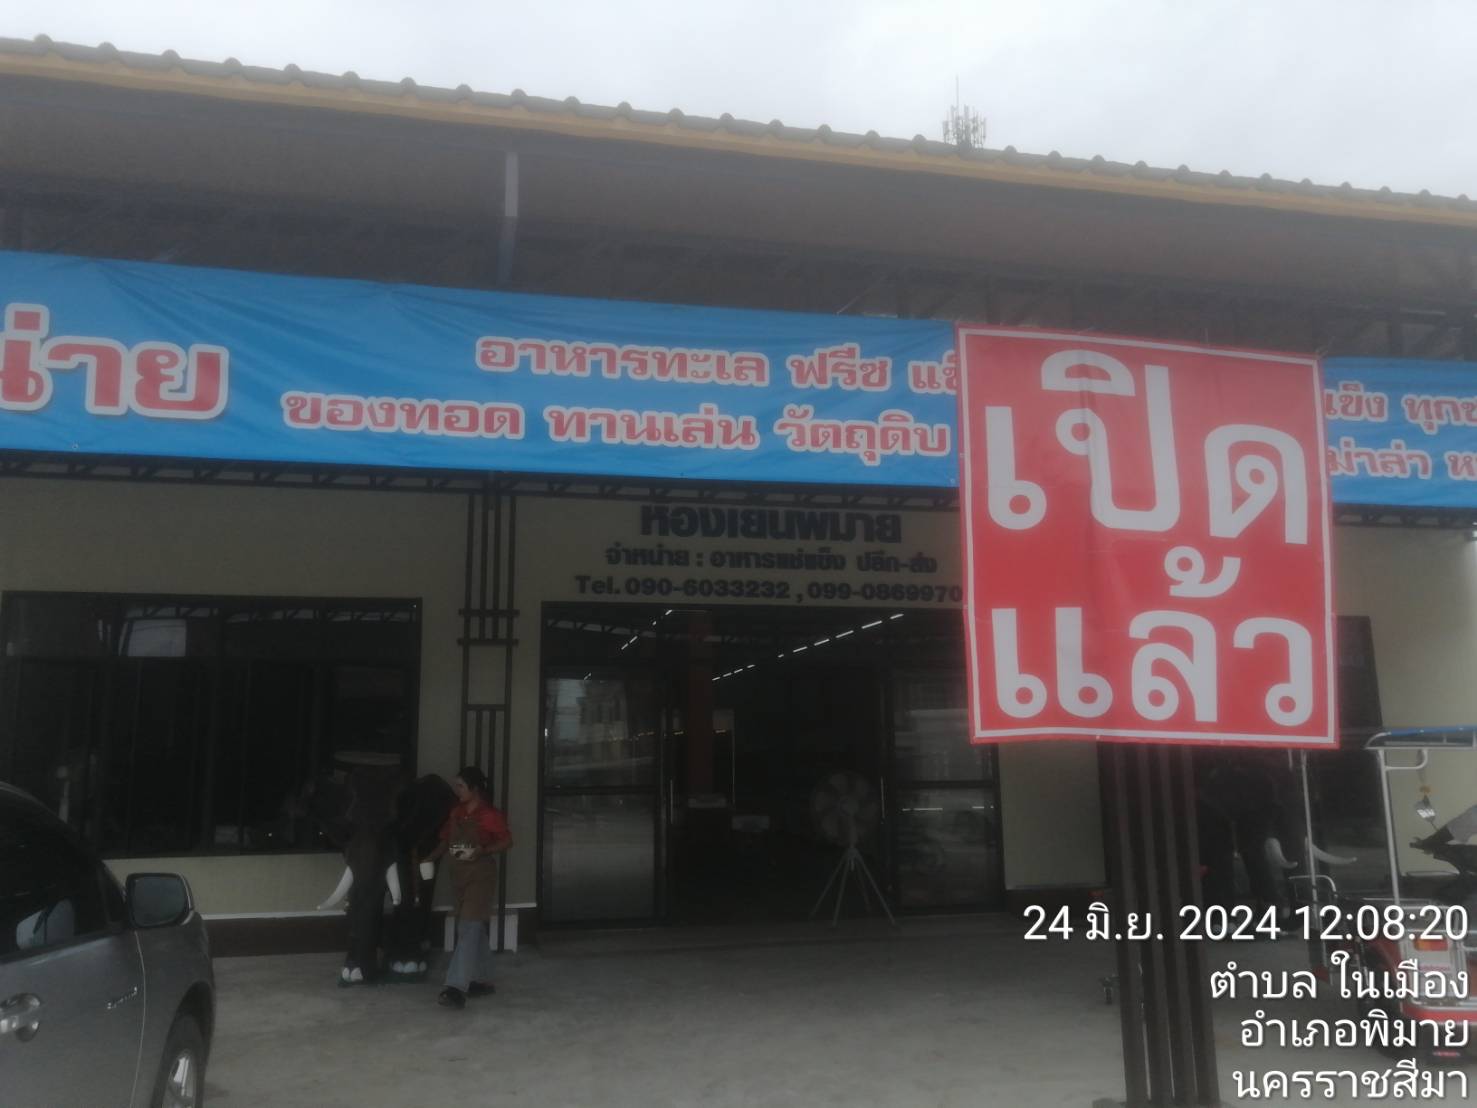 น่าย
อาหารทะเล ฟรีซ แช่
ของทอด ทานเล่น วัตถุดิบ
เปิด
แล้ว
แข็ง ทุก
ม่าล่า
ห้องเย็นพิมาย
จำหน่าย : อาหารแช่แข็ง ปลีก-ส่ง
Tel. 090-6033232 , 099-0869970
24 มิ.ย. 2024 12:08:20
ตำบล ในเมือง
อำเภอพิมาย
นครราชสีมา